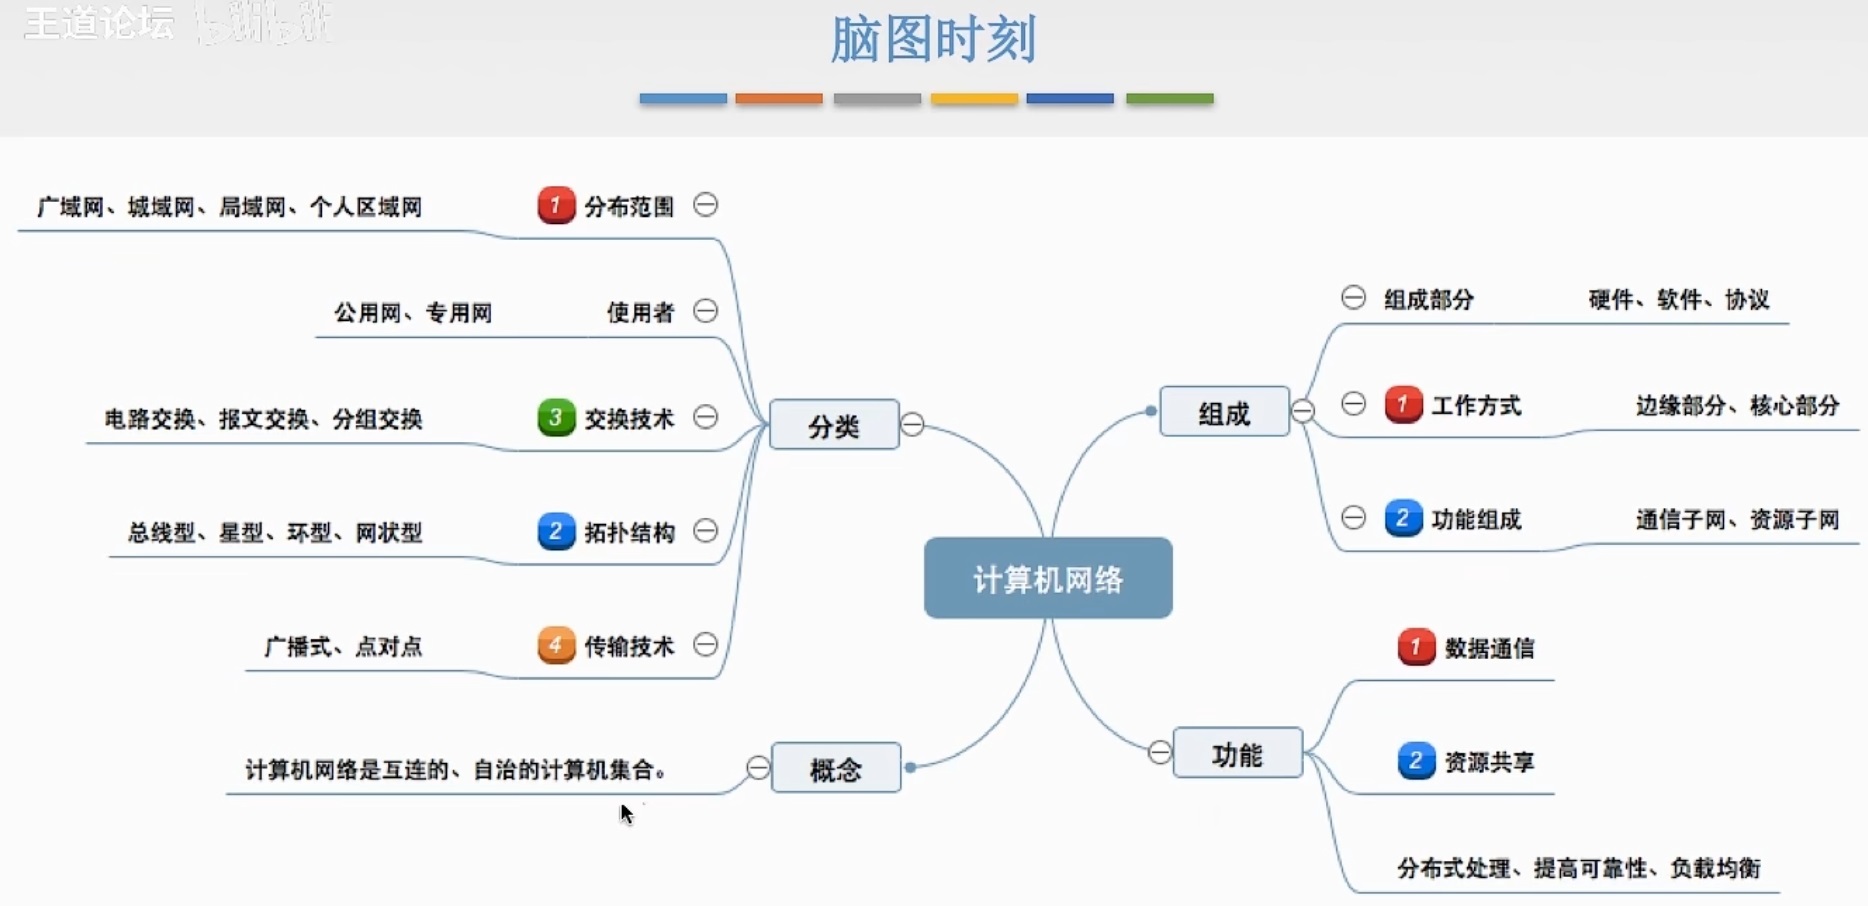 王道论坛 bilibili
脑图时刻
广域网、城域网、局域网、个人区域网 1 分布范围
公用网、专用网 使用者
电路交换、报文交换、分组交换 3 交换技术
总线型、星型、环型、网状型 2 拓扑结构
广播式、点对点 4 传输技术
分类
计算机网络是互连的、自治的计算机集合。
概念
计算机网络
组成
组成部分 硬件、软件、协议
1 工作方式 边缘部分、核心部分
2 功能组成 通信子网、资源子网
功能
1 数据通信
2 资源共享
分布式处理、提高可靠性、负载均衡